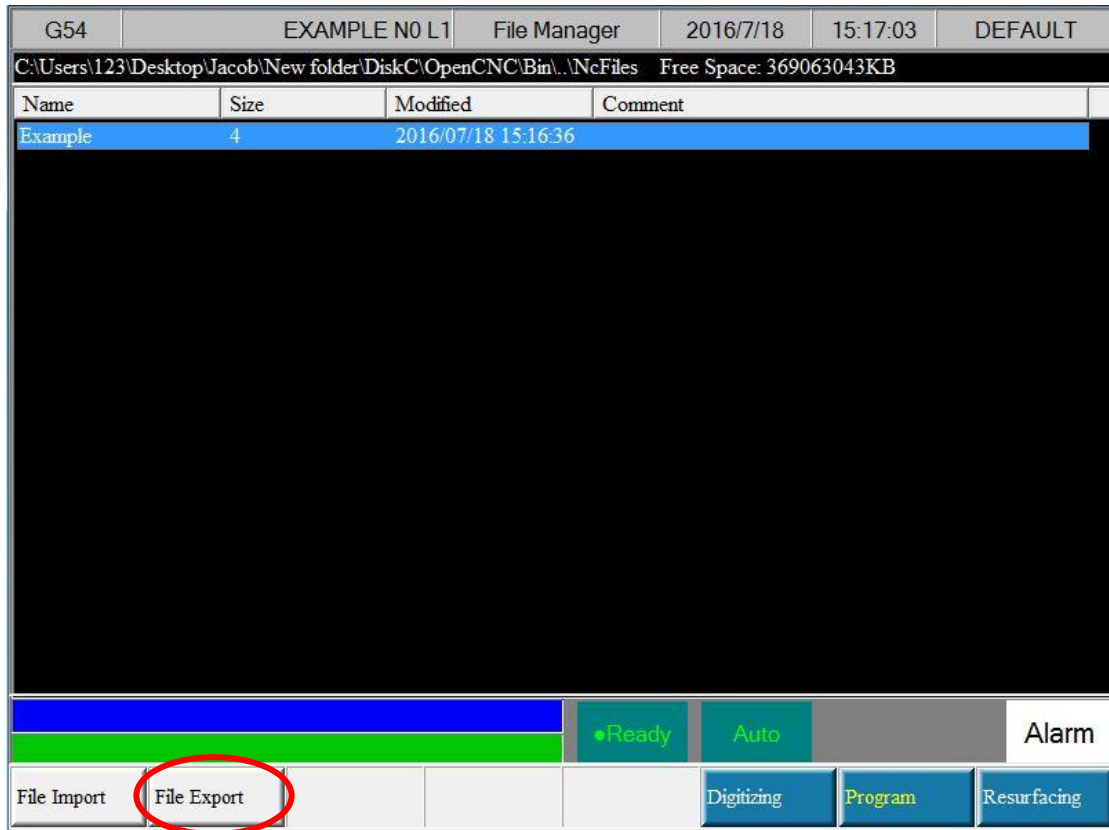 G54 EXAMPLE N0 L1 File Manager 2016/7/18 15:17:03 DEFAULT
C:\Users\123\Desktop\Jacob\New folder\DiskC\OpenCNC\Bin\..\NcFiles Free Space: 369063043KB
Name Size Modified Comment
Example 4 2016/07/18 15:16:36
●Ready Auto Alarm
File Import File Export Digitizing Program Resurfacing